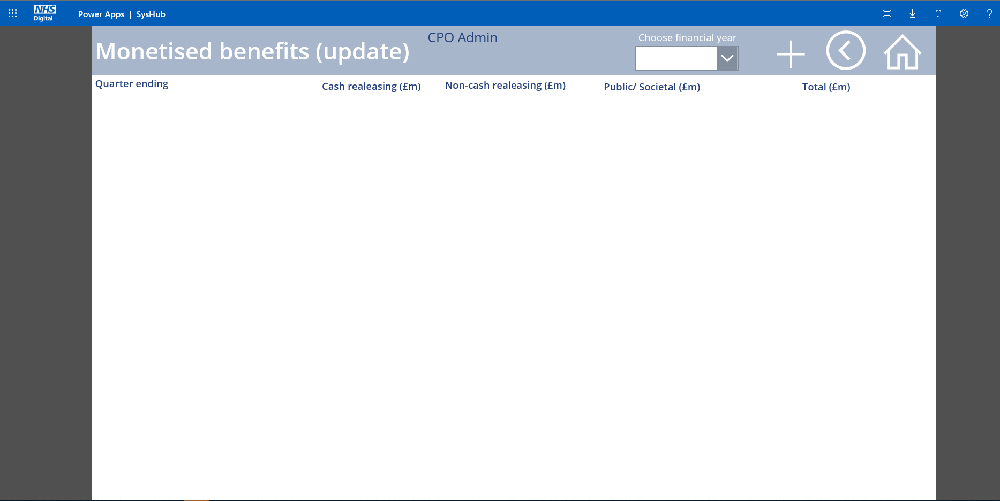 NHS
Digital
Power Apps | SysHub
Monetised benefits (update)
CPO Admin
Choose financial year
Quarter ending
Cash realeasing (£m)
Non-cash realeasing (£m)
Public/ Societal (£m)
Total (£m)